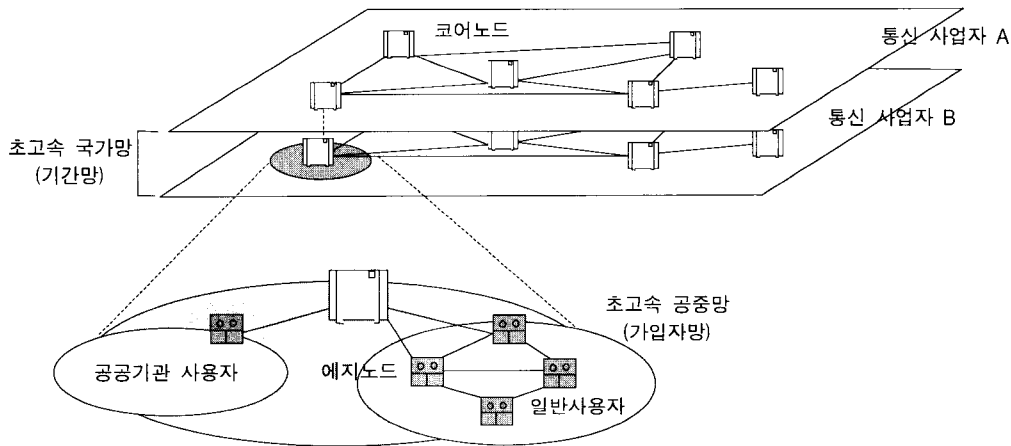 코어노드
통신 사업자 A
통신 사업자 B
초고속 국가망
(기간망)
초고속 공중망
(가입자망)
공공기관 사용자
에지노드
일반사용자